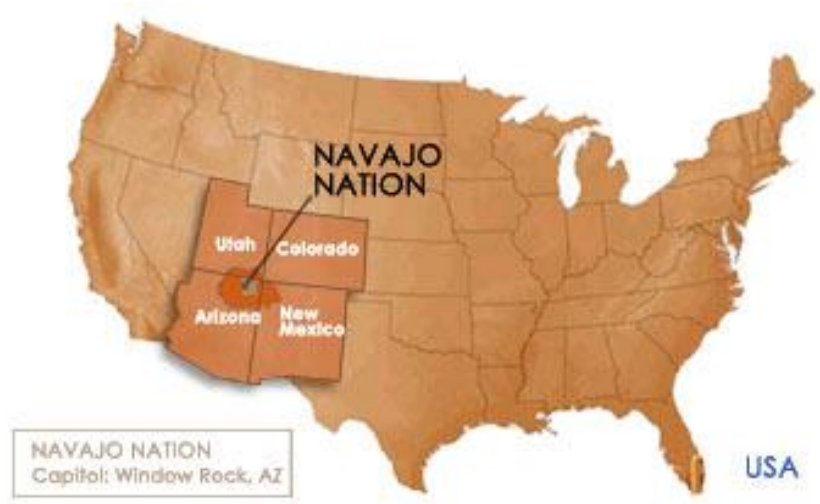 NAVAJO
NATION
Utah
Colorado
Arizona
New
Mexico
NAVAJO NATION
Capitol: Window Rock, AZ
USA